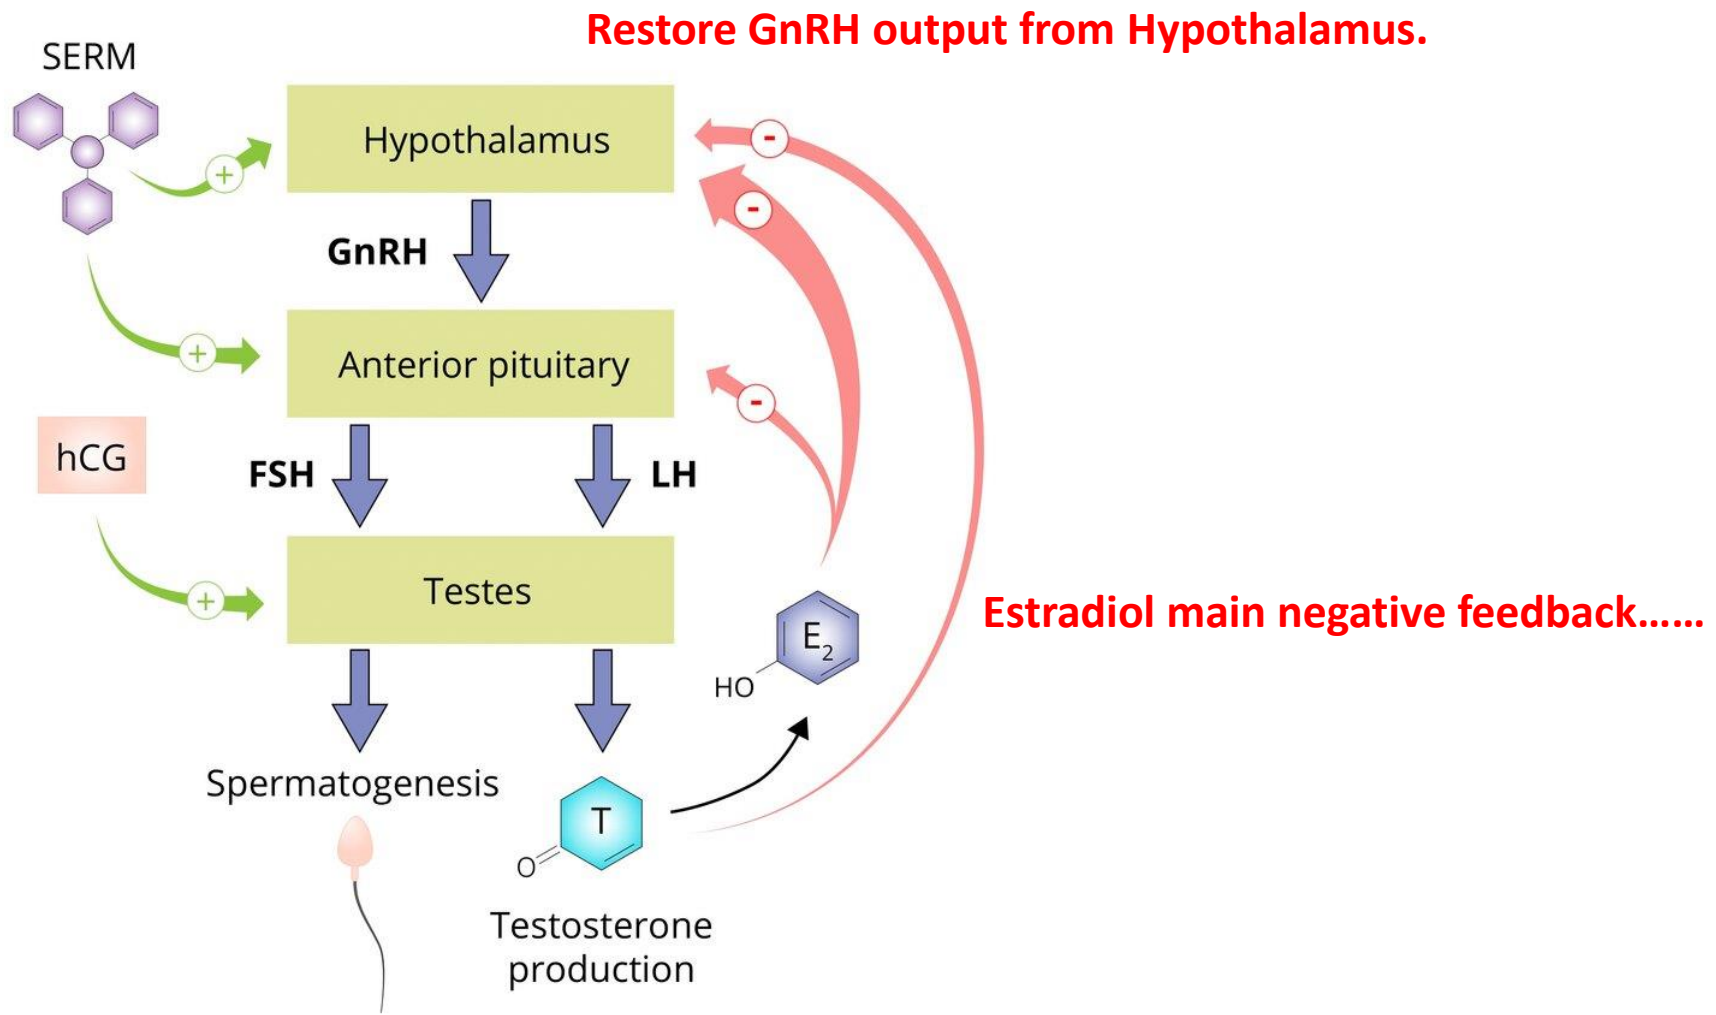 Restore GnRH output from Hypothalamus.
SERM
Hypothalamus
+
-
-
GnRH
Anterior pituitary
+
-
hCG
FSH
LH
Testes
+
E2
HO
Estradiol main negative feedback......
Spermatogenesis
T
O
Testosterone
production